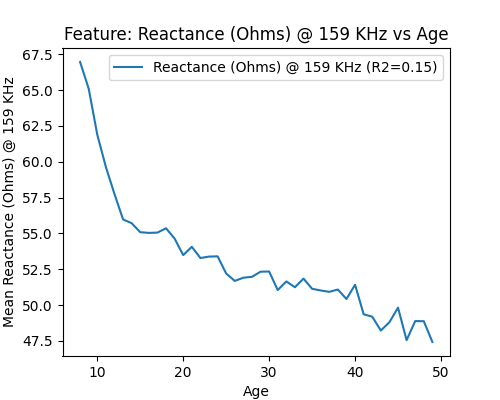 Feature: Reactance (Ohms) @ 159 KHz vs Age
Reactance (Ohms) @ 159 KHz (R2=0.15)
Mean Reactance (Ohms) @ 159 KHz
67.5
65.0
62.5
60.0
57.5
55.0
52.5
50.0
47.5
10 20 30 40 50
Age